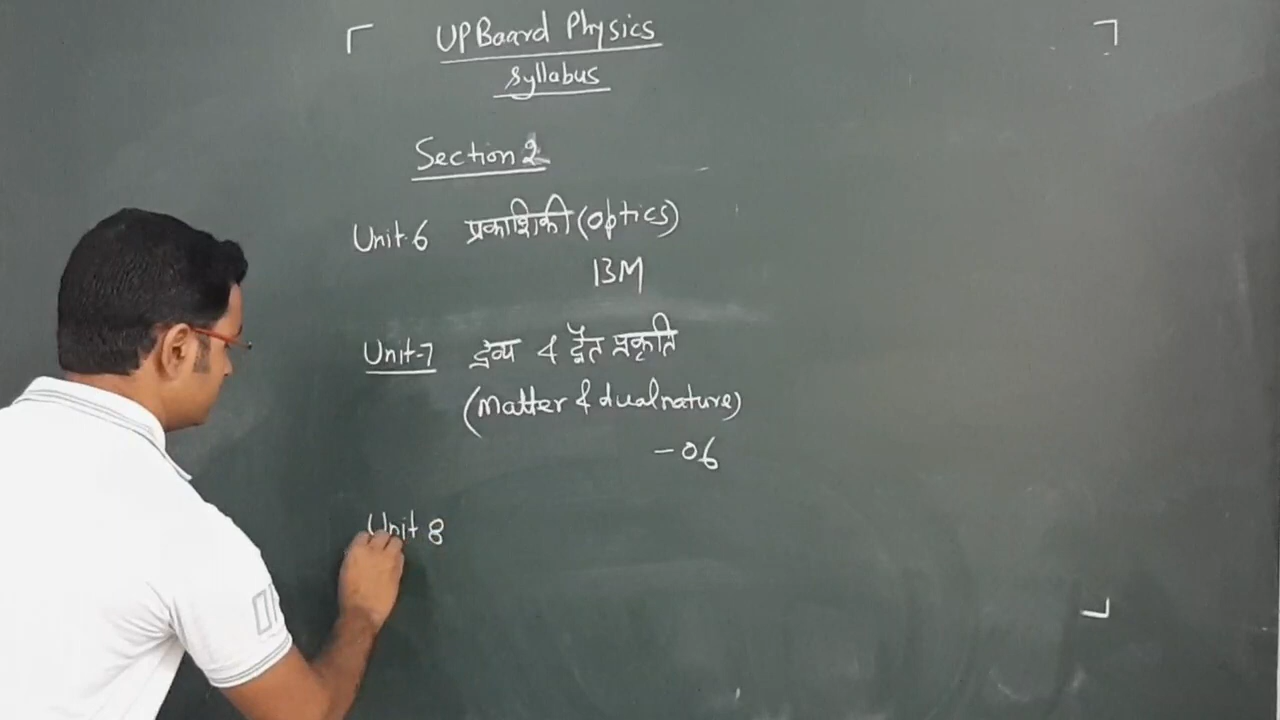 UP Board Physics
Syllabus
Section 2
Unit-6 प्रकाशिकी (optics)
13M
Unit-7 द्रव्य & द्वैत प्रकृति
(Matter & dual nature)
- 06
Unit 8